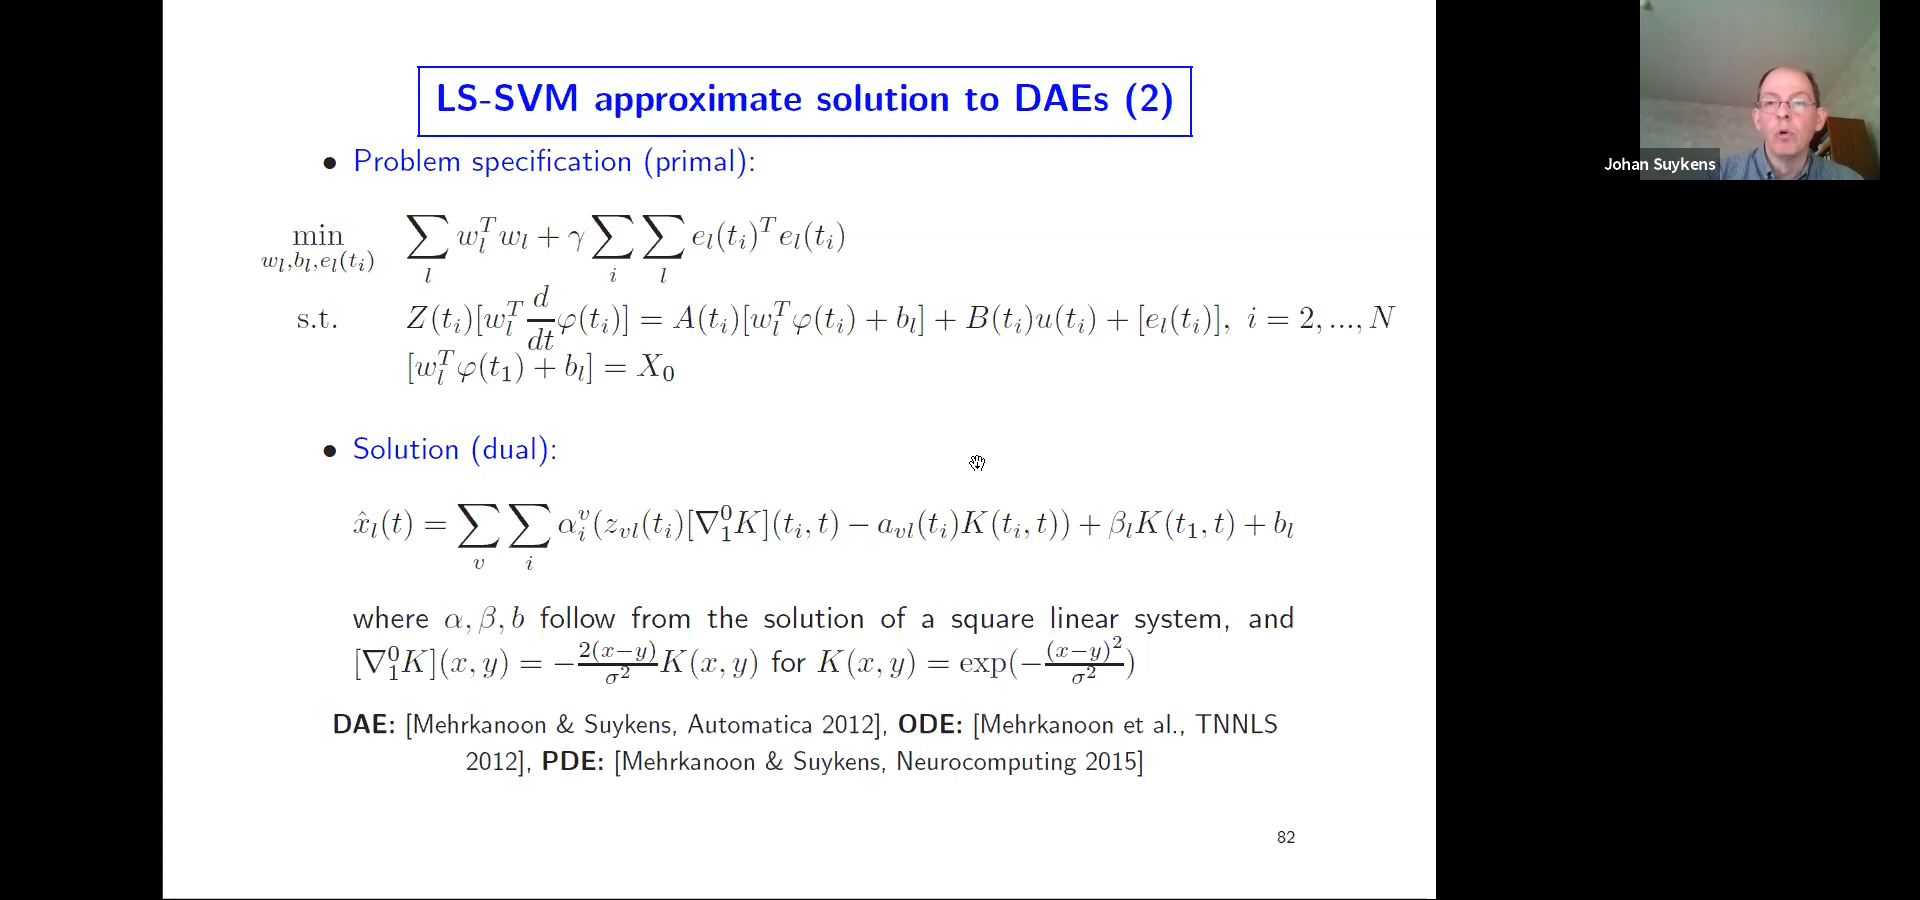 LS-SVM approximate solution to DAEs (2)
Johan Suykens
• Problem specification (primal):
min_{w_l,b_l,e_l(t_i)} ∑_l w_l^T w_l + γ ∑_i ∑_l e_l(t_i)^T e_l(t_i)
s.t. Z(t_i)[w_l^T \frac{d}{dt}φ(t_i)] = A(t_i)[w_l^T φ(t_i) + b_l] + B(t_i)u(t_i) + [e_l(t_i)], i = 2, ..., N
[w_l^T φ(t_1) + b_l] = X_0
• Solution (dual):
x̂_l(t) = ∑_v ∑_i α_i^v(z_{vl}(t_i)[∇_1^0 K](t_i, t) − a_{vl}(t_i)K(t_i, t)) + β_l K(t_1, t) + b_l
where α, β, b follow from the solution of a square linear system, and
[∇_1^0 K](x, y) = −\frac{2(x−y)}{σ^2}K(x, y) for K(x, y) = exp(−\frac{(x−y)^2}{σ^2})
DAE: [Mehrkanoon & Suykens, Automatica 2012], ODE: [Mehrkanoon et al., TNNLS
2012], PDE: [Mehrkanoon & Suykens, Neurocomputing 2015]
82